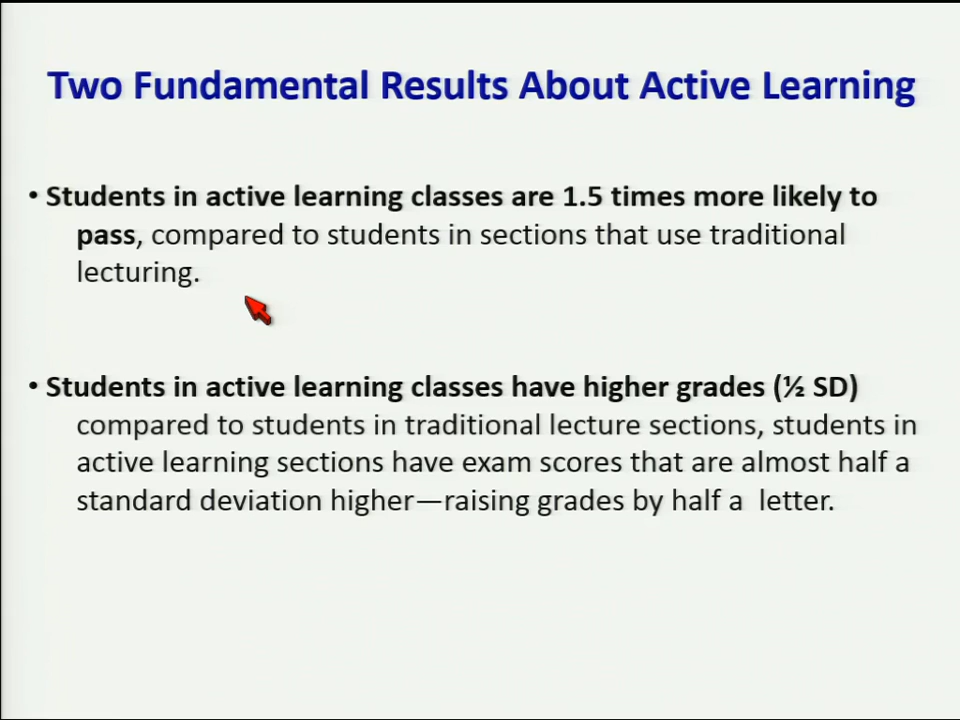 Two Fundamental Results About Active Learning
• Students in active learning classes are 1.5 times more likely to
pass, compared to students in sections that use traditional
lecturing.
• Students in active learning classes have higher grades (½ SD)
compared to students in traditional lecture sections, students in
active learning sections have exam scores that are almost half a
standard deviation higher—raising grades by half a letter.